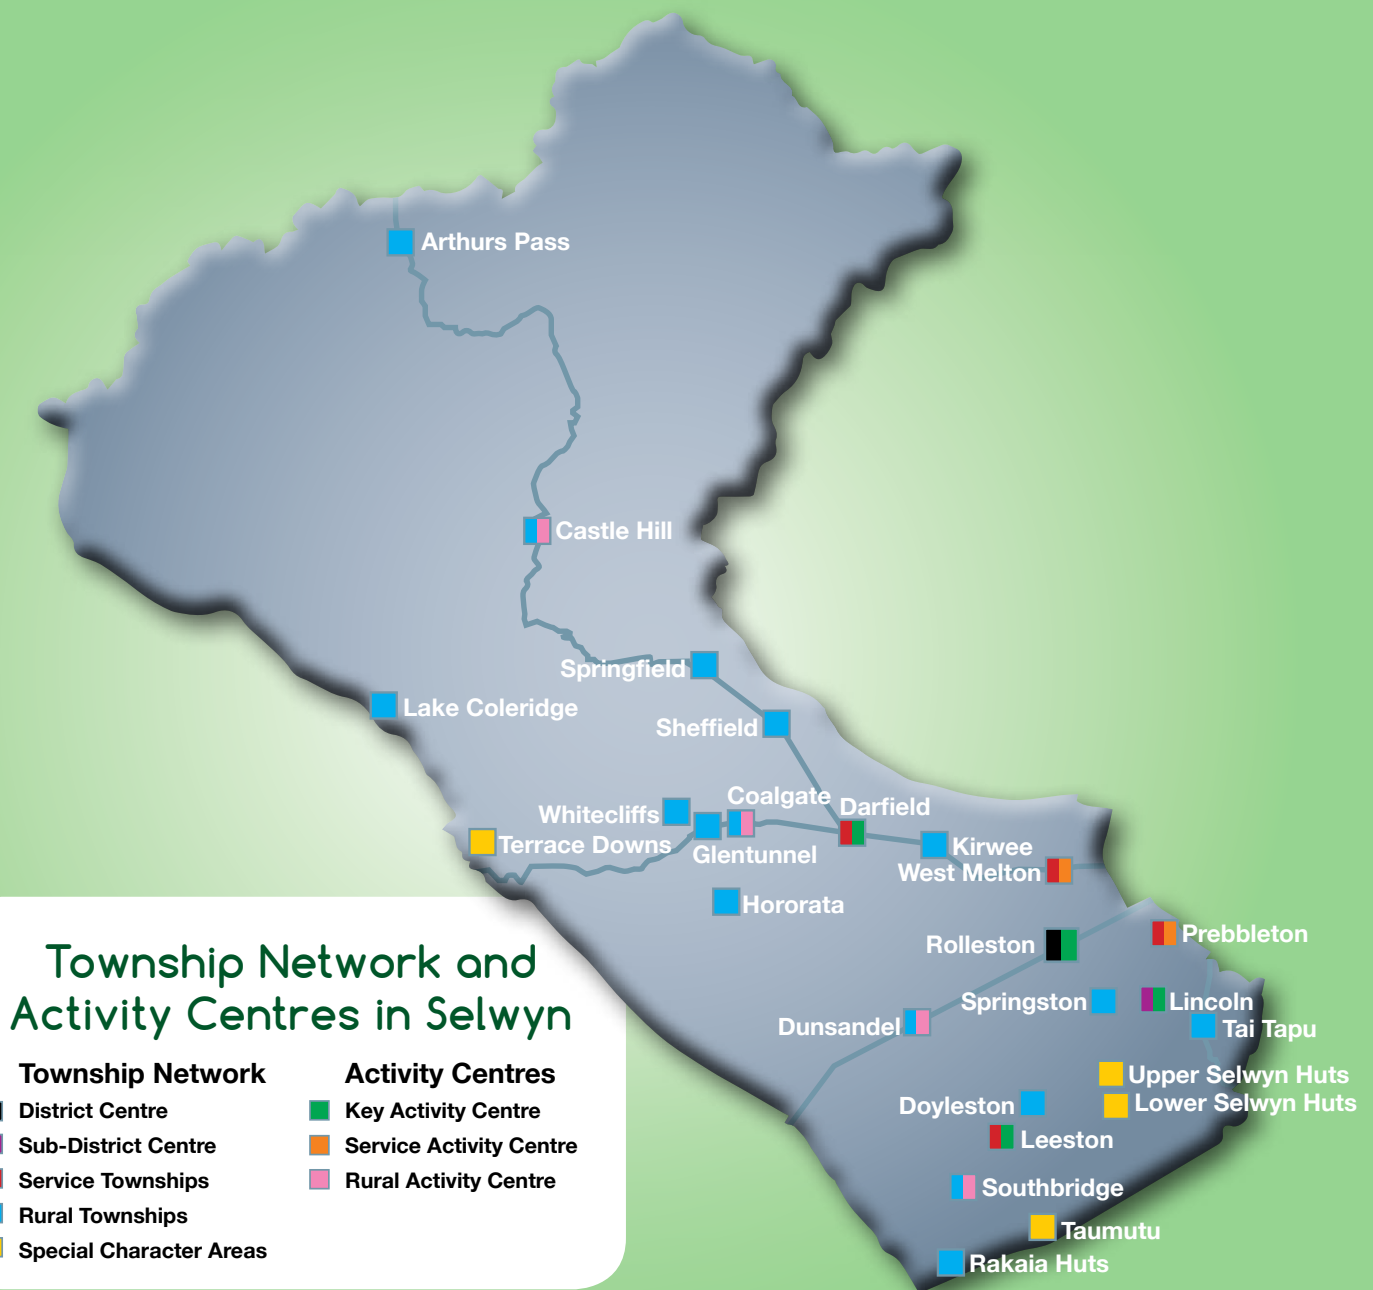 Arthurs Pass
Castle Hill
Springfield
Lake Coleridge
Sheffield
Coalgate
Whitecliffs
Darfield
Terrace Downs
Glentunnel
Kirwee
West Melton
Hororata
Prebbleton
Rolleston
Springston
Lincoln
Dunsandel
Tai Tapu
Upper Selwyn Huts
Doyleston
Lower Selwyn Huts
Leeston
Southbridge
Taumutu
Rakaia Huts
Township Network and
Activity Centres in Selwyn
Township Network
District Centre
Sub-District Centre
Service Townships
Rural Townships
Special Character Areas
Activity Centres
Key Activity Centre
Service Activity Centre
Rural Activity Centre